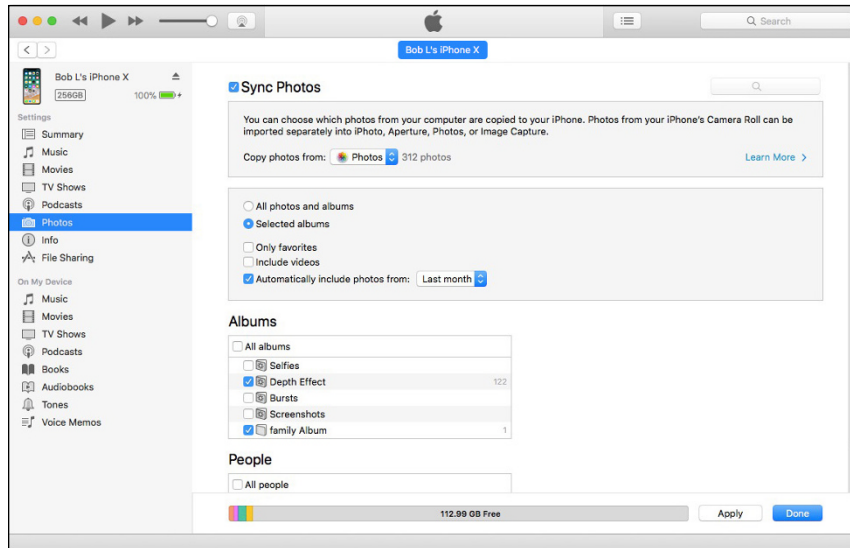 Search
Bob L's iPhone X
Bob L's iPhone X
256GB 100%
Settings
Summary
Music
Movies
TV Shows
Podcasts
Photos
Info
File Sharing
On My Device
Music
Movies
TV Shows
Podcasts
Books
Audiobooks
Tones
Voice Memos
Sync Photos
You can choose which photos from your computer are copied to your iPhone. Photos from your iPhone's Camera Roll can be
imported separately into iPhoto, Aperture, Photos, or Image Capture.
Copy photos from: Photos 312 photos Learn More >
All photos and albums
Selected albums
Only favorites
Include videos
Automatically include photos from: Last month
Albums
All albums
Selfies
Depth Effect 122
Bursts
Screenshots
family Album 1
People
All people
112.99 GB Free Apply Done